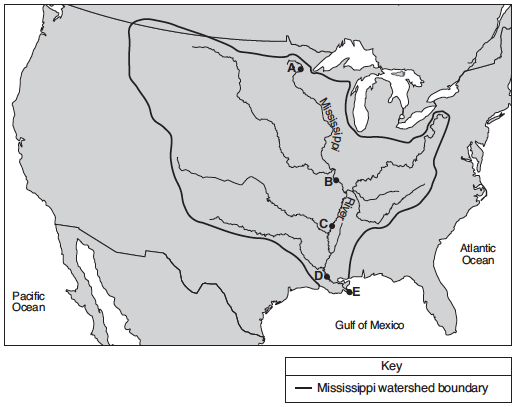 A
Mississippi
B
River
C
D
E
Atlantic
Ocean
Pacific
Ocean
Gulf of Mexico
Key
Mississippi watershed boundary